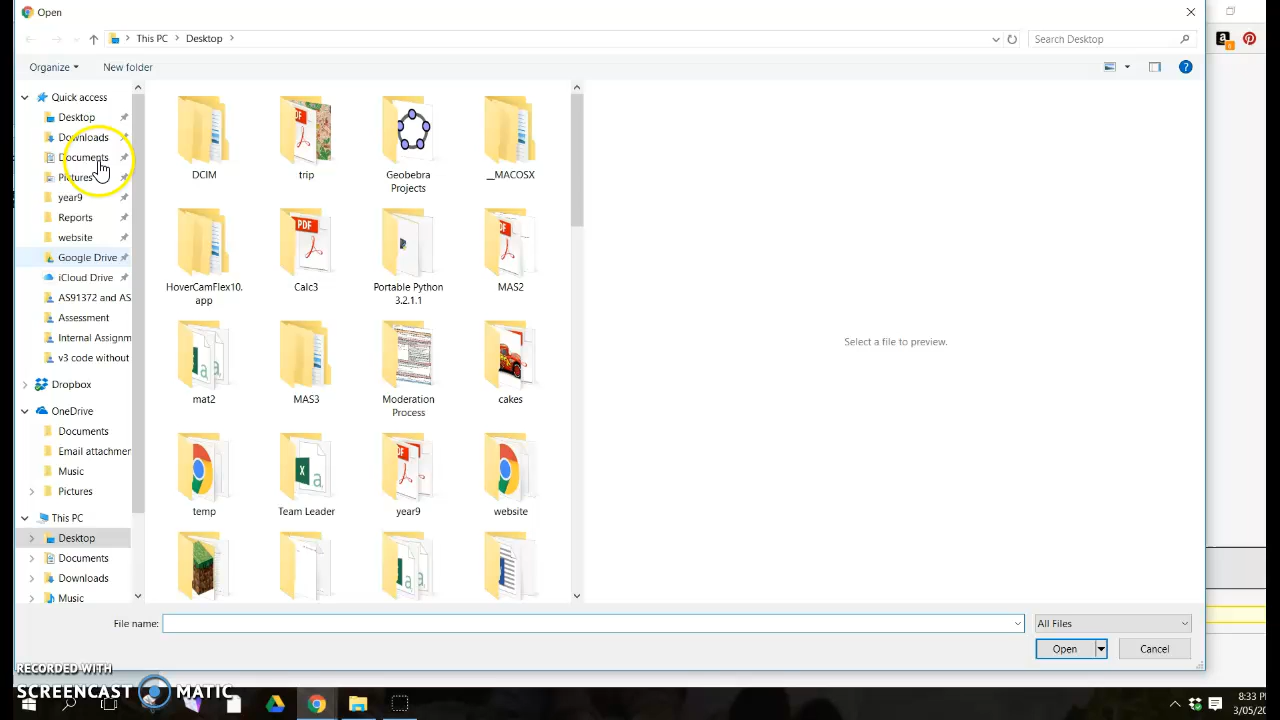 Open
This PC > Desktop >
Search Desktop
Organize
New folder
Quick access
Desktop
Downloads
Documents
Pictures
year9
Reports
website
Google Drive
iCloud Drive
AS91372 and AS
Assessment
Internal Assignm
v3 code without
Dropbox
OneDrive
Documents
Email attachmer
Music
Pictures
This PC
Desktop
Documents
Downloads
Music
DCIM
trip
Geobebra
Projects
__MACOSX
HoverCamFlex10.
app
Calc3
Portable Python
3.2.1.1
MAS2
mat2
MAS3
Moderation
Process
cakes
temp
Team Leader
year9
website
Select a file to preview.
File name:
All Files
Open
Cancel
RECORDED WITH
SCREENCAST MATIC
8:33 PM
3/05/20